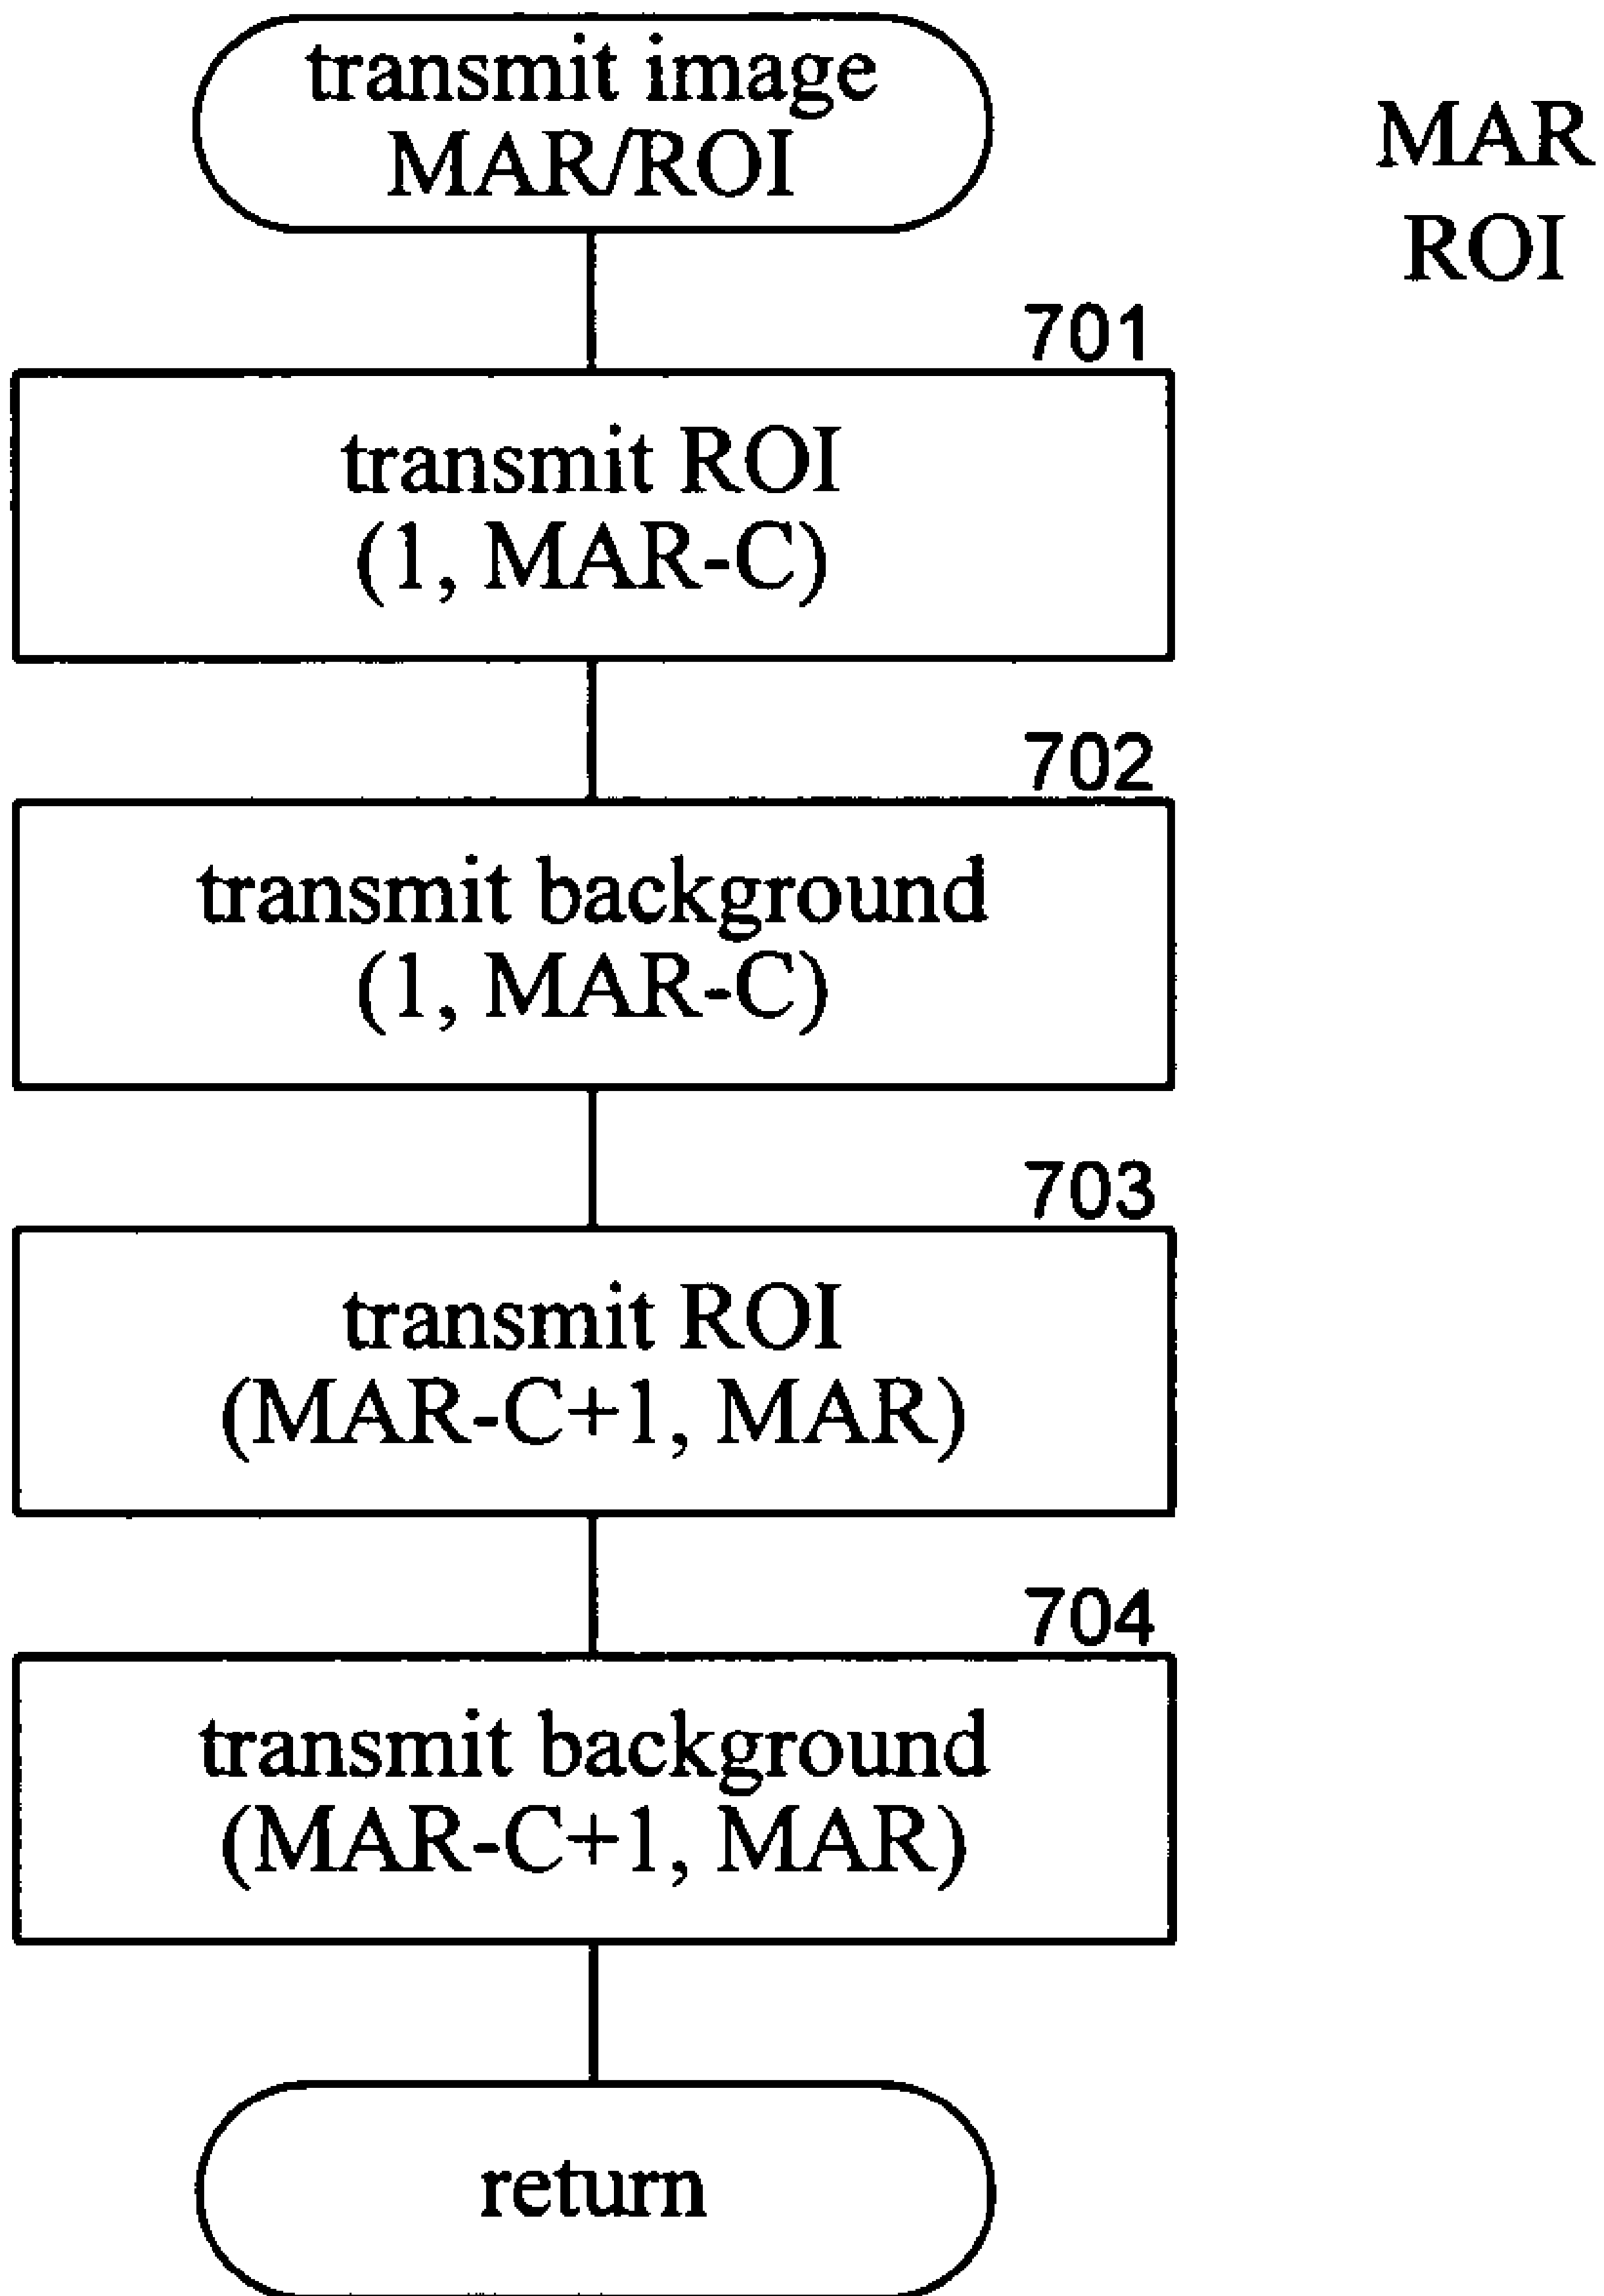 transmit image
MAR/ROI
MAR
ROI
701
transmit ROI
(1, MAR-C)
702
transmit background
(1, MAR-C)
703
transmit ROI
(MAR-C+1, MAR)
704
transmit background
(MAR-C+1, MAR)
return